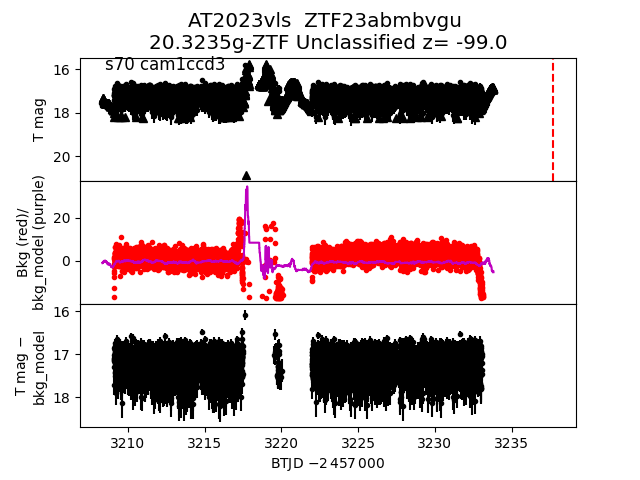 AT2023vls  ZTF23abmbvgu
20.3235g-ZTF Unclassified z= -99.0
s70 cam1ccd3
T mag
16
18
20
Bkg (red)/
bkg_model (purple)
20
0
T mag −
bkg_model
16
17
18
3210 3215 3220 3225 3230 3235
BTJD −2 457 000